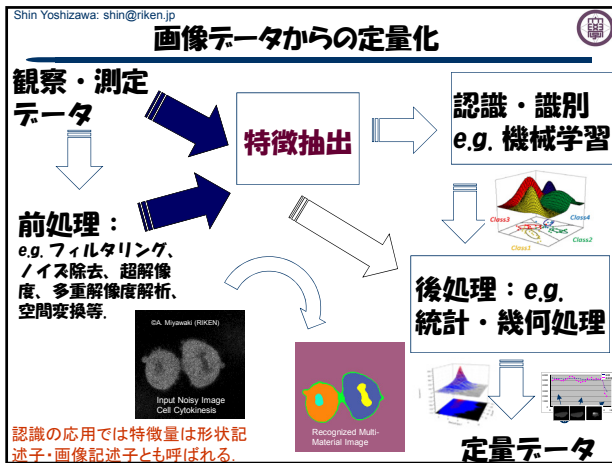 Shin Yoshizawa: shin@riken.jp
画像データからの定量化
観察・測定
データ
特徴抽出
認識・識別
e.g. 機械学習
前処理：
e.g. フィルタリング、
ノイズ除去、超解像
度、多重解像度解析、
空間変換等.
Class3
Class4
Class1
Class2
後処理：e.g.
統計・幾何処理
©A. Miyawaki (RIKEN)
Input Noisy Image
Cell Cytokinesis
Recognized Multi-
Material Image
認識の応用では特徴量は形状記
述子・画像記述子とも呼ばれる.
定量データ